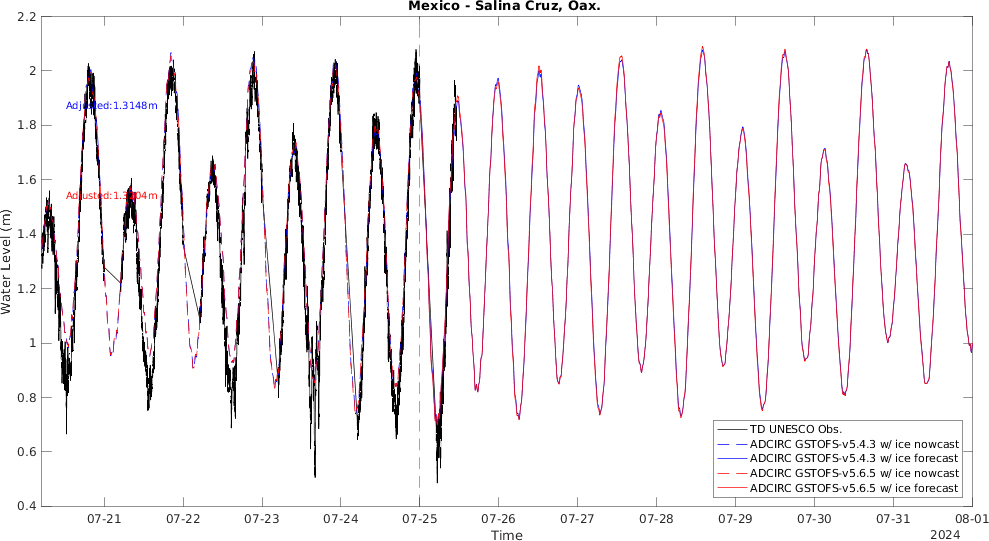 Mexico - Salina Cruz, Oax.
2.2
2
1.8
1.6
1.4
1.2
1
0.8
0.6
0.4
Water Level (m)
Adjusted:1.3148m
TD UNESCO Obs.
ADCIRC GSTOFS-v5.4.3 w/ ice nowcast
ADCIRC GSTOFS-v5.4.3 w/ ice forecast
ADCIRC GSTOFS-v5.6.5 w/ ice nowcast
ADCIRC GSTOFS-v5.6.5 w/ ice forecast
07-21 07-22 07-23 07-24 07-25 07-26 07-27 07-28 07-29 07-30 07-31 08-01
Time
2024